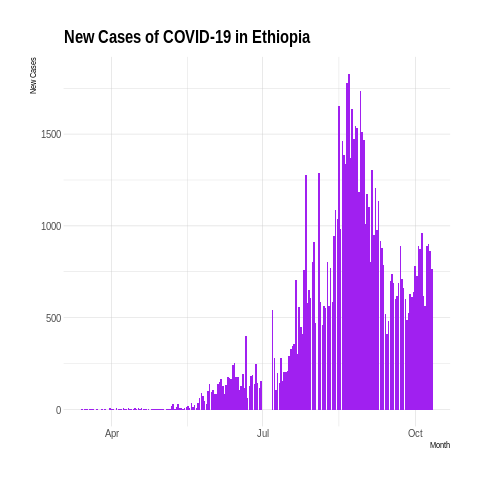 New Cases of COVID-19 in Ethiopia
New Cases
1500
1000
500
0
Apr
Jul
Oct
Month